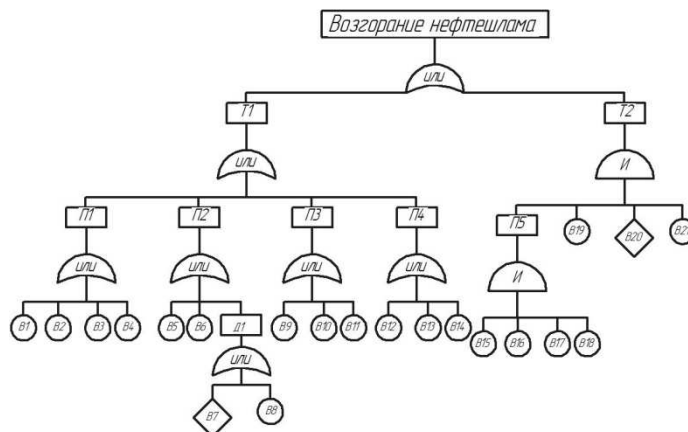 Возгорание нефтешлама
или
Т1 Т2
или И
П1 П2 П3 П4 П5 В19 В20
или или или или И
В1 В2 В3 В4 В5 В6 Д1 В9 В10 В11 В12 В13 В14 В15 В16 В17 В18
или
В7 В8